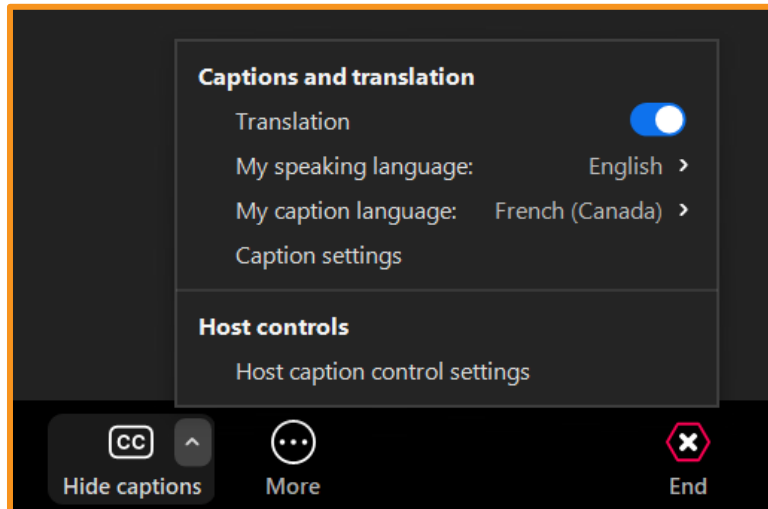 Captions and translation
Translation
My speaking language: English
My caption language: French (Canada)
Caption settings
Host controls
Host caption control settings
CC
Hide captions
More
End